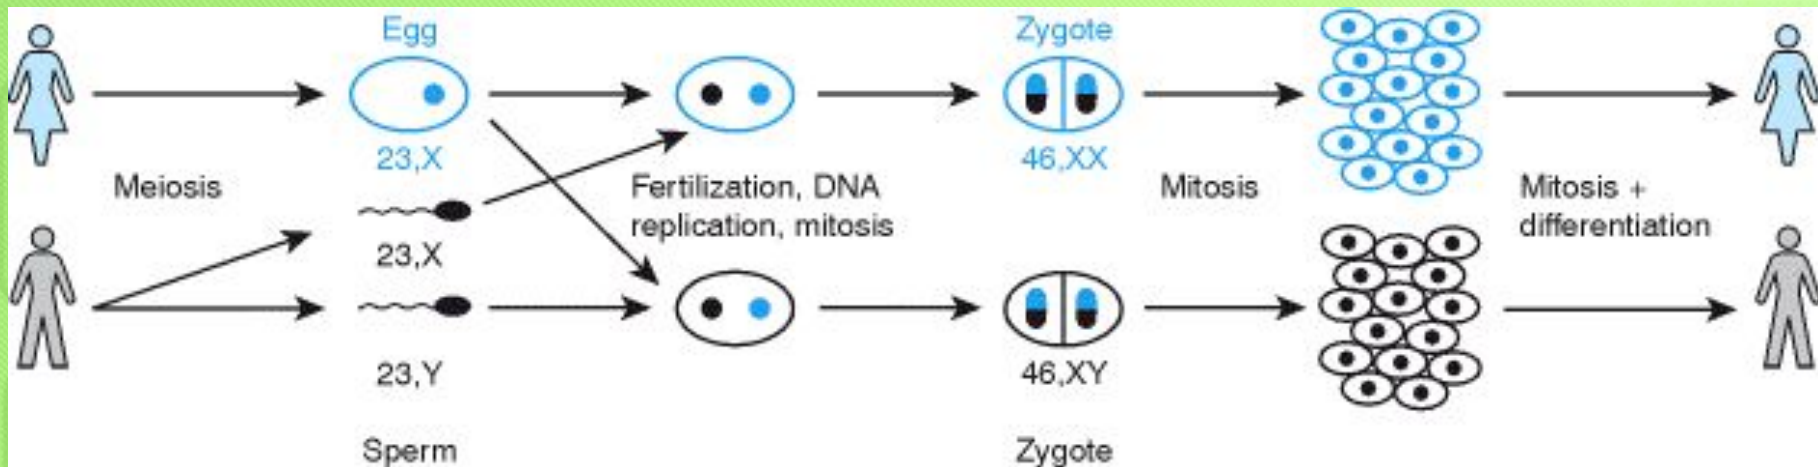 Egg
Zygote
23,X
46,XX
Meiosis
Fertilization, DNA
replication, mitosis
Mitosis
Mitosis +
differentiation
23,X
23,Y
46,XY
Sperm
Zygote